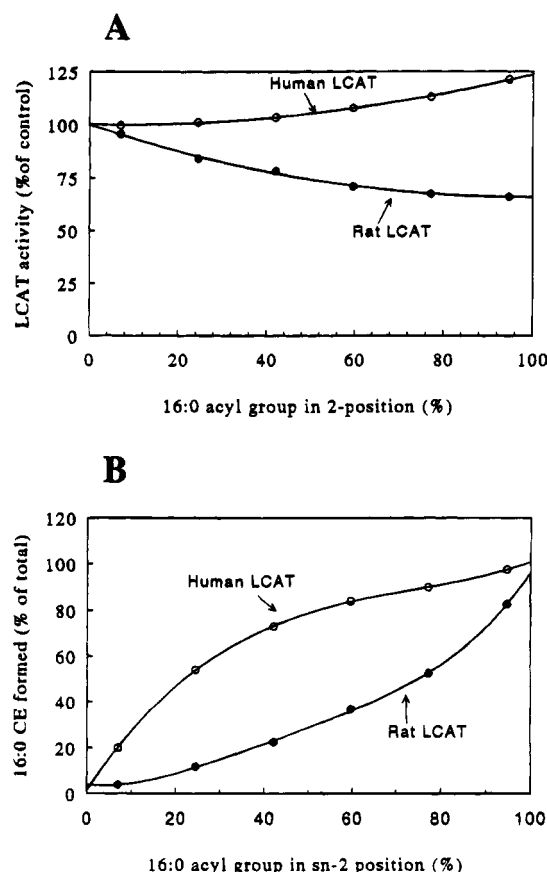 A
LCAT activity (%of control)
125
100
75
50
25
0
Human LCAT
Rat LCAT
0 20 40 60 80 100
16:0 acyl group in 2-position (%)
B
16:0 CE formed (% of total)
120
100
80
60
40
20
0
Human LCAT
Rat LCAT
0 20 40 60 80 100
16:0 acyl group in sn-2 position (%)